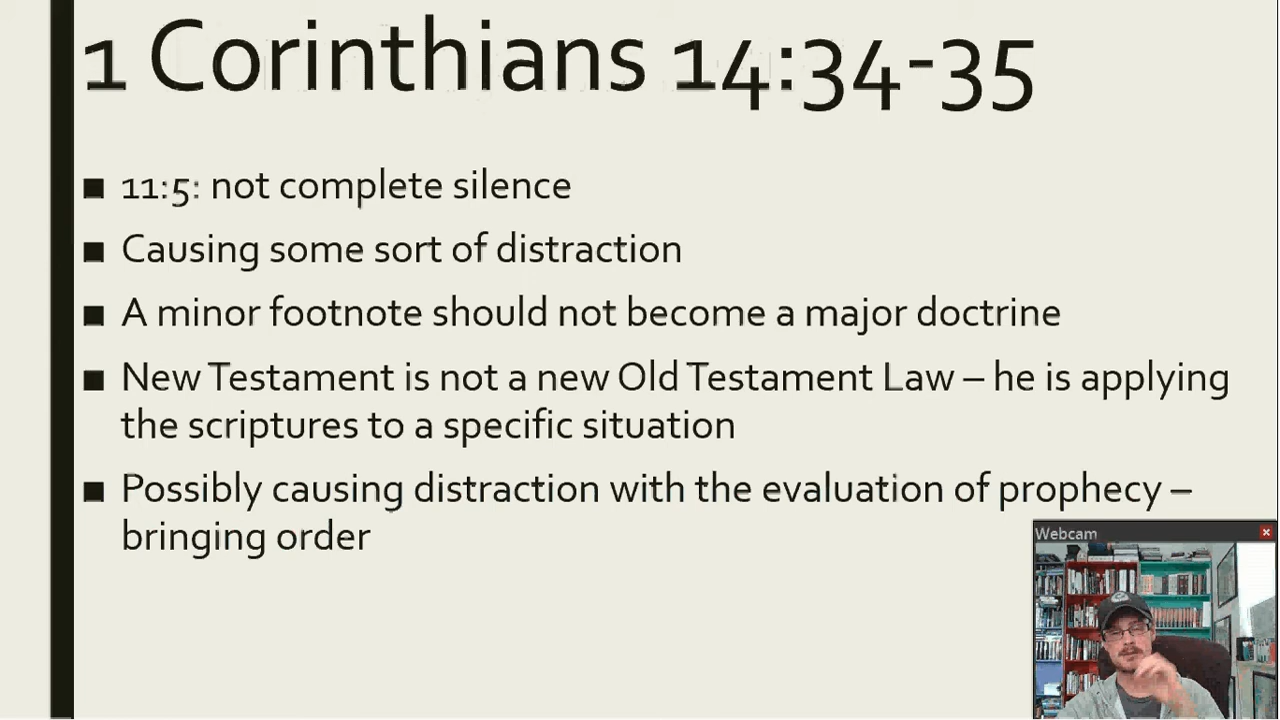 1 Corinthians 14:34-35
■ 11:5: not complete silence
■ Causing some sort of distraction
■ A minor footnote should not become a major doctrine
■ New Testament is not a new Old Testament Law – he is applying
the scriptures to a specific situation
■ Possibly causing distraction with the evaluation of prophecy –
bringing order
Webcam